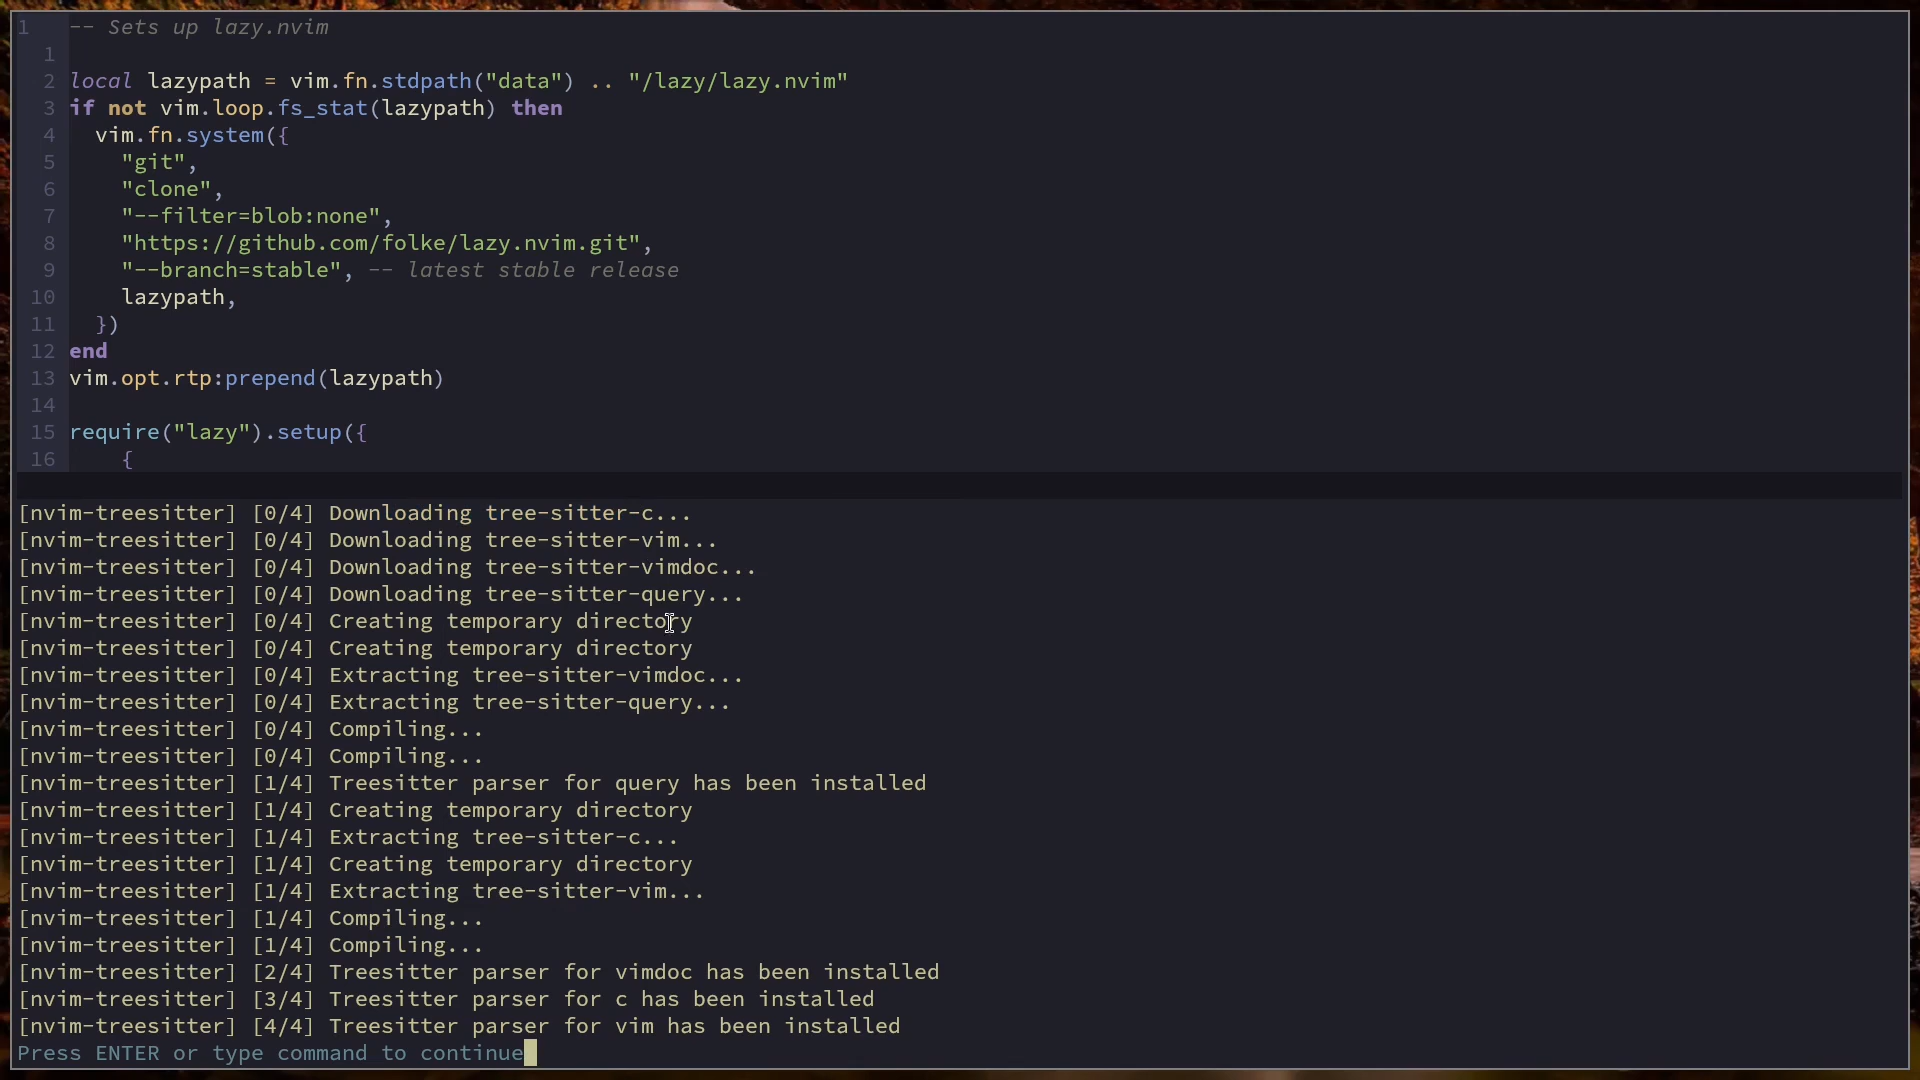 1 -- Sets up lazy.nvim
1
2 local lazypath = vim.fn.stdpath("data") .. "/lazy/lazy.nvim"
3 if not vim.loop.fs_stat(lazypath) then
4   vim.fn.system({
5     "git",
6     "clone",
7     "--filter=blob:none",
8     "https://github.com/folke/lazy.nvim.git",
9     "--branch=stable", -- latest stable release
10     lazypath,
11   })
12 end
13 vim.opt.rtp:prepend(lazypath)
14
15 require("lazy").setup({
16     {
[nvim-treesitter] [0/4] Downloading tree-sitter-c...
[nvim-treesitter] [0/4] Downloading tree-sitter-vim...
[nvim-treesitter] [0/4] Downloading tree-sitter-vimdoc...
[nvim-treesitter] [0/4] Downloading tree-sitter-query...
[nvim-treesitter] [0/4] Creating temporary directory
[nvim-treesitter] [0/4] Creating temporary directory
[nvim-treesitter] [0/4] Extracting tree-sitter-vimdoc...
[nvim-treesitter] [0/4] Extracting tree-sitter-query...
[nvim-treesitter] [0/4] Compiling...
[nvim-treesitter] [0/4] Compiling...
[nvim-treesitter] [1/4] Treesitter parser for query has been installed
[nvim-treesitter] [1/4] Creating temporary directory
[nvim-treesitter] [1/4] Extracting tree-sitter-c...
[nvim-treesitter] [1/4] Creating temporary directory
[nvim-treesitter] [1/4] Extracting tree-sitter-vim...
[nvim-treesitter] [1/4] Compiling...
[nvim-treesitter] [1/4] Compiling...
[nvim-treesitter] [2/4] Treesitter parser for vimdoc has been installed
[nvim-treesitter] [3/4] Treesitter parser for c has been installed
[nvim-treesitter] [4/4] Treesitter parser for vim has been installed
Press ENTER or type command to continue